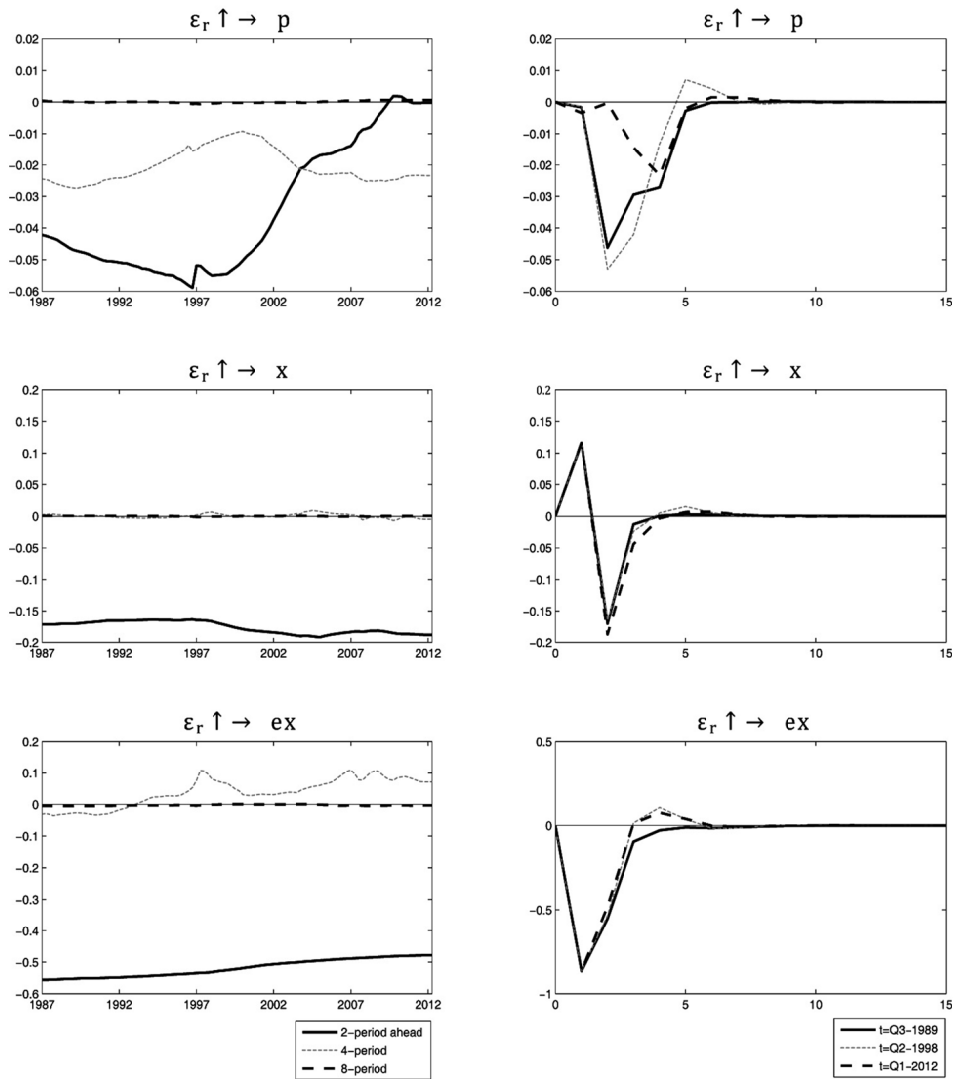 εr ↑ → p
0.02
0.01
0
−0.01
−0.02
−0.03
−0.04
−0.05
−0.06
1987 1992 1997 2002 2007 2012
εr ↑ → p
0.02
0.01
0
−0.01
−0.02
−0.03
−0.04
−0.05
−0.06
0 5 10 15
εr ↑ → x
0.2
0.15
0.1
0.05
0
−0.05
−0.1
−0.15
−0.2
1987 1992 1997 2002 2007 2012
εr ↑ → x
0.2
0.15
0.1
0.05
0
−0.05
−0.1
−0.15
−0.2
0 5 10 15
εr ↑ → ex
0.2
0.1
0
−0.1
−0.2
−0.3
−0.4
−0.5
−0.6
1987 1992 1997 2002 2007 2012
2−period ahead
4−period
8−period
εr ↑ → ex
0.5
0
−0.5
−1
0 5 10 15
t=Q3−1989
t=Q2−1998
t=Q1−2012